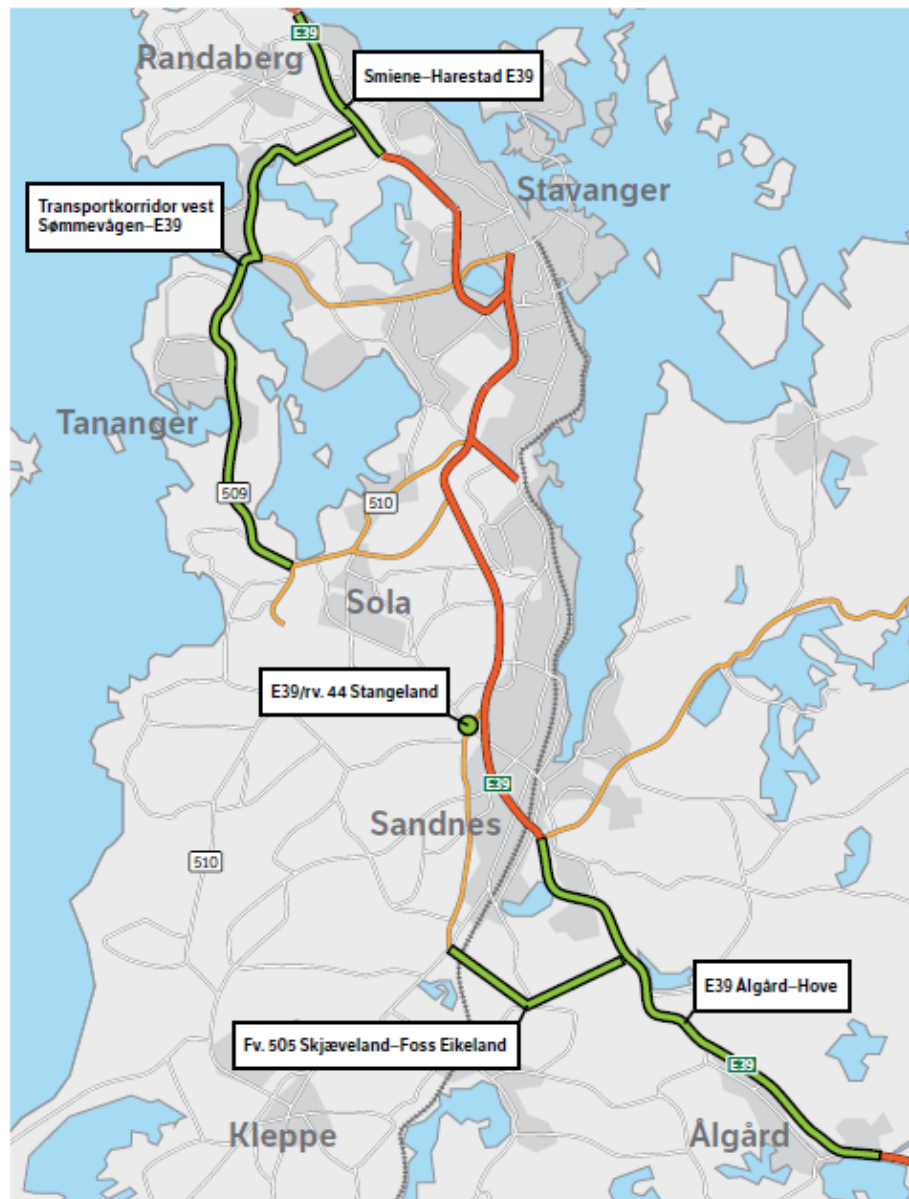 E39
Randaberg
Smiene–Harestad E39
Stavanger
Transportkorridor vest
Sømmevågen–E39
Tananger
509
510
Sola
E39/rv. 44 Stangeland
E39
Sandnes
510
E39 Ålgård–Hove
Fv. 505 Skjæveland–Foss Eikeland
E39
Kleppe
Ålgård